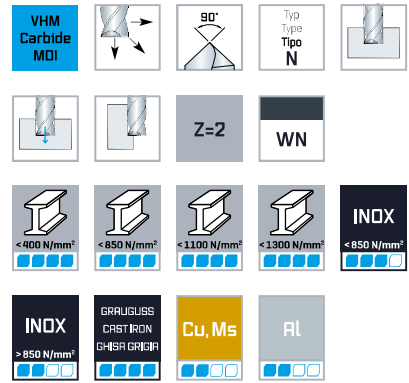 VHM
Carbide
MDI
90°
Typ
Type
Tipo
N
Z=2
WN
<400 N/mm²
<850 N/mm²
<1100 N/mm²
<1300 N/mm²
INOX
<850 N/mm²
INOX
>850 N/mm²
GRAUGUSS
CAST IRON
GHISA GRIGIA
Cu, Ms
Al